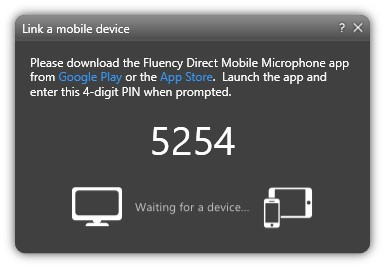 Link a mobile device ? ×
Please download the Fluency Direct Mobile Microphone app
from Google Play or the App Store. Launch the app and
enter this 4-digit PIN when prompted.
5254
Waiting for a device...